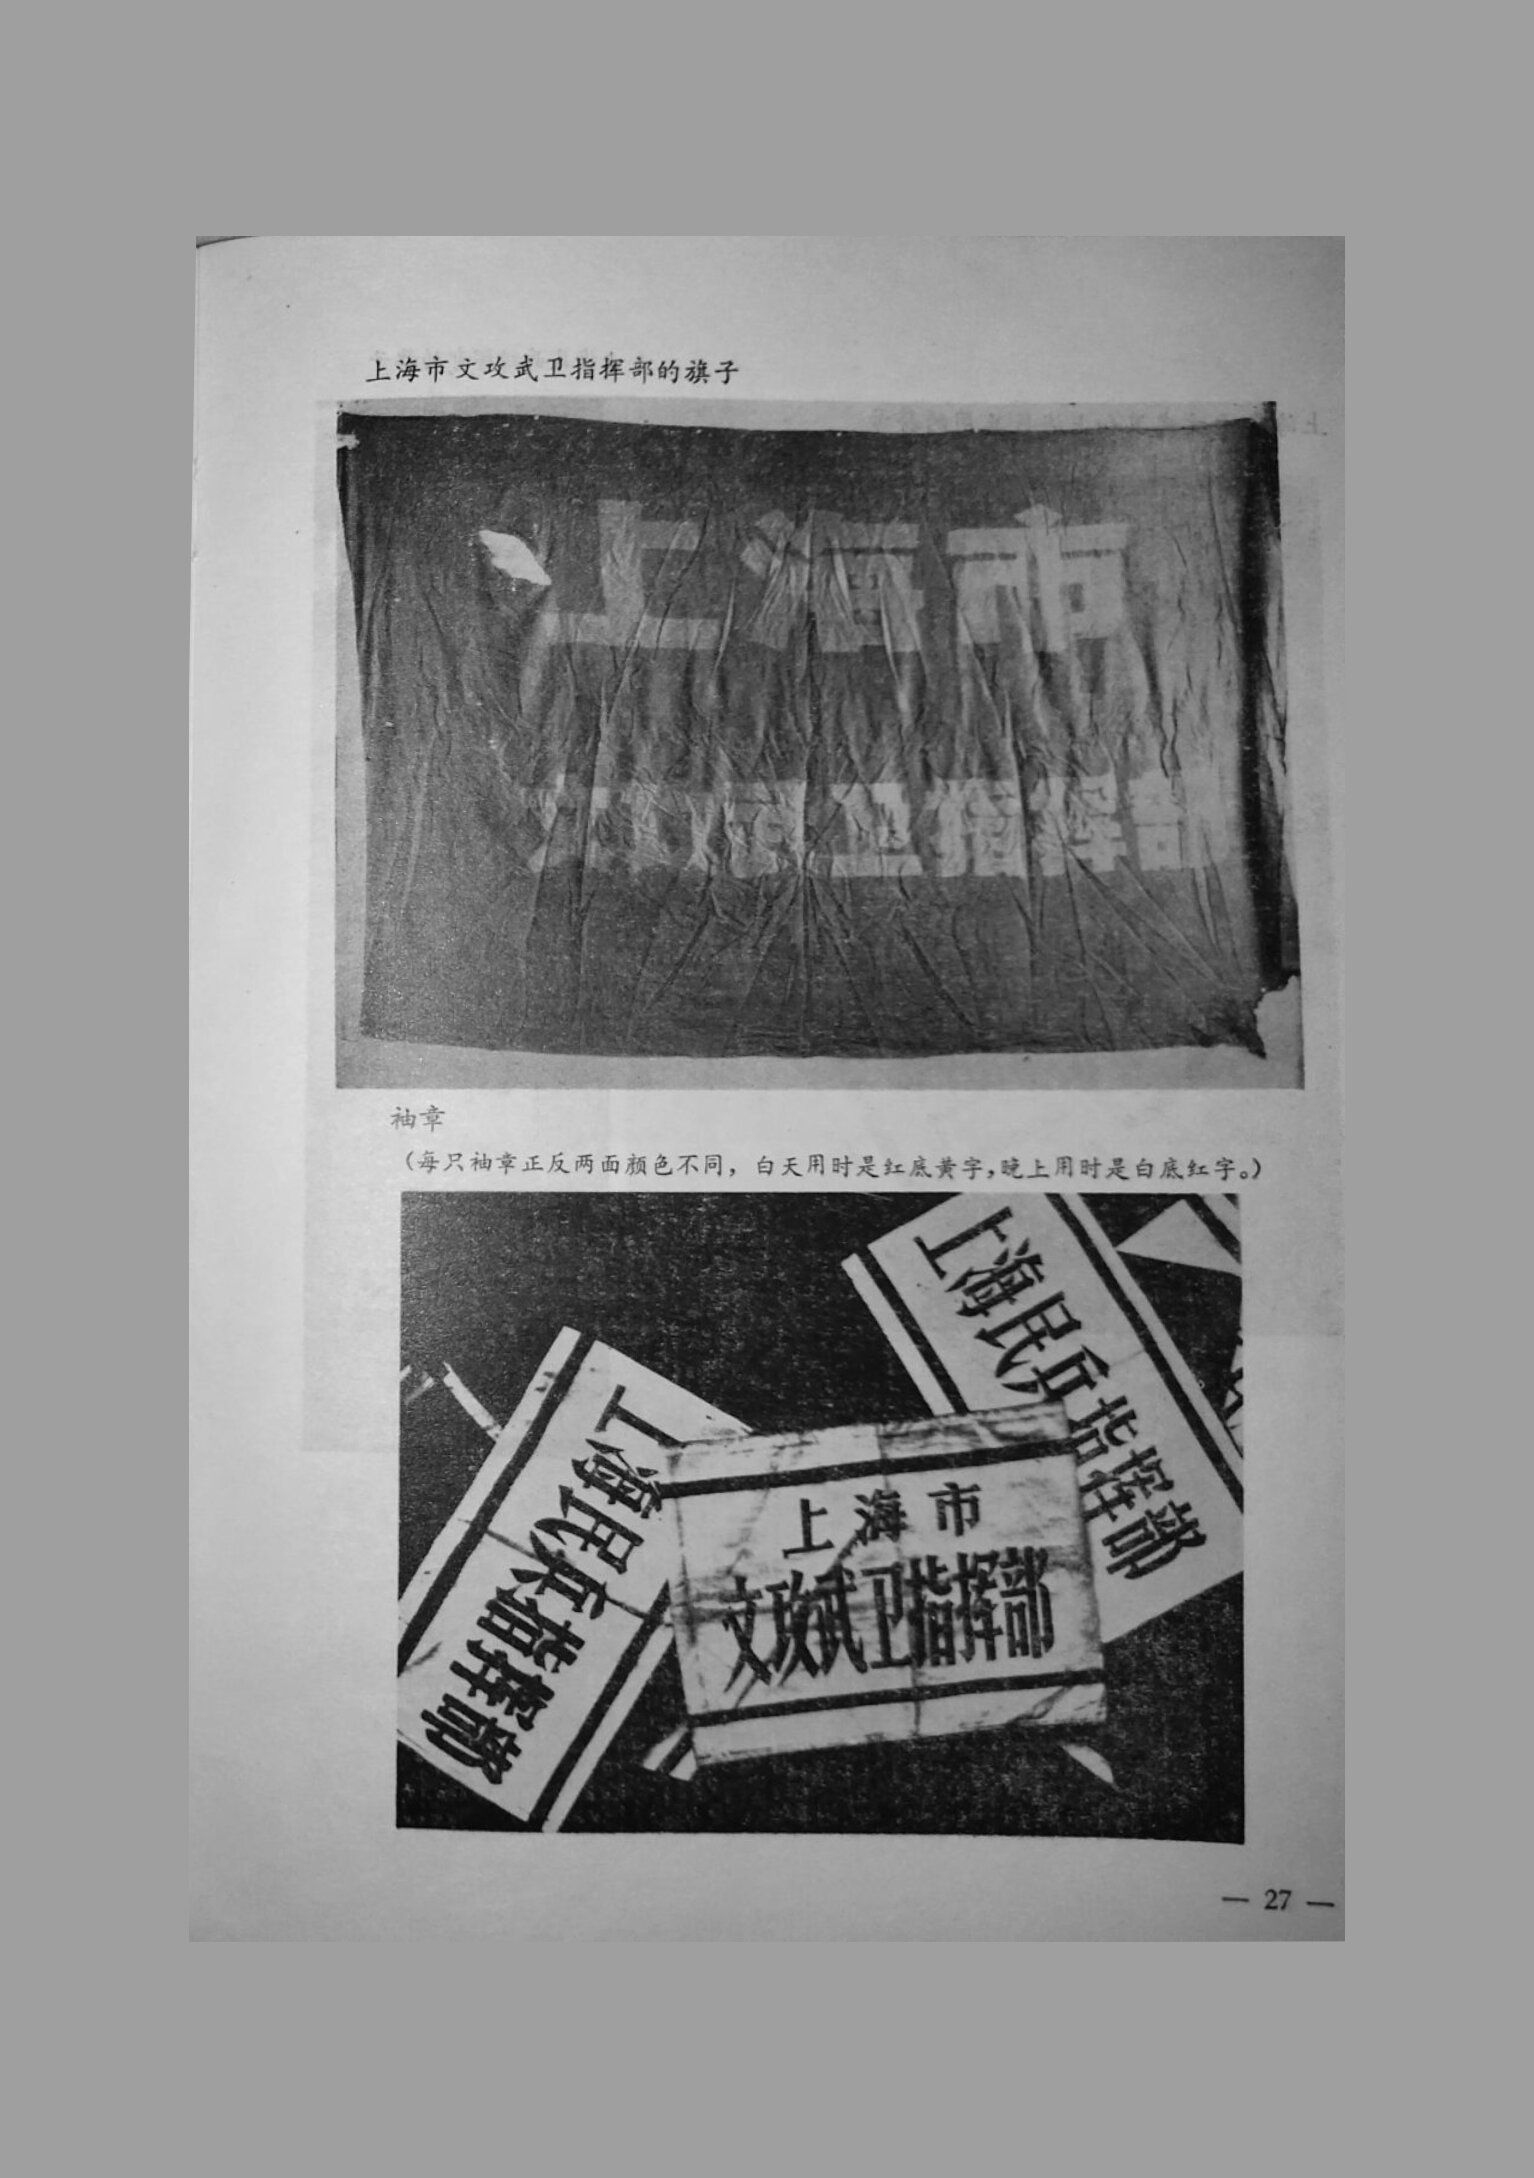 上海市文攻武卫指挥部的旗子
上海市
文攻武卫指挥部
袖章
(每只袖章正反两面颜色不同，白天用时是红底黄字，晚上用时是白底红字。)
上海民兵指挥部
上海民兵指挥部
上海市
文攻武卫指挥部
— 27 —